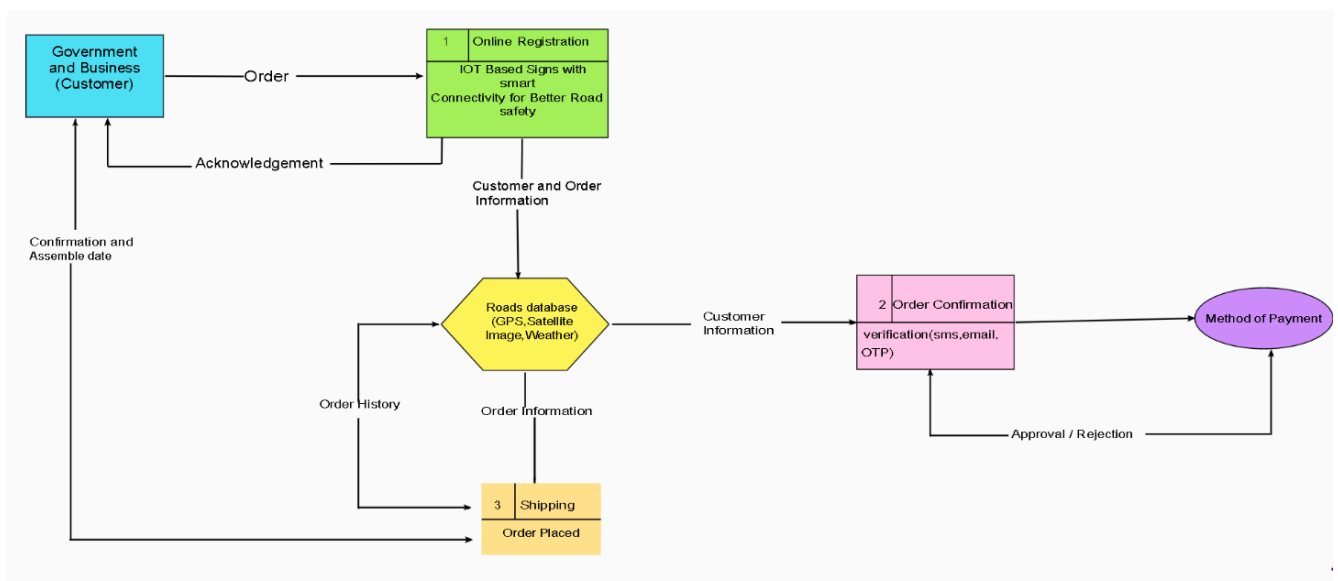 Government
and Business
(Customer)
Order
1
Online Registration
IOT Based Signs with
smart
Connectivity for Better Road
safety
Acknowledgement
Customer and Order
Information
Confirmation and
Assemble date
Roads database
(GPS,Satellite
Image,Weather)
Customer
Information
2
Order Confirmation
verification(sms,email,
OTP)
Method of Payment
Order History
Order Information
Approval / Rejection
3
Shipping
Order Placed